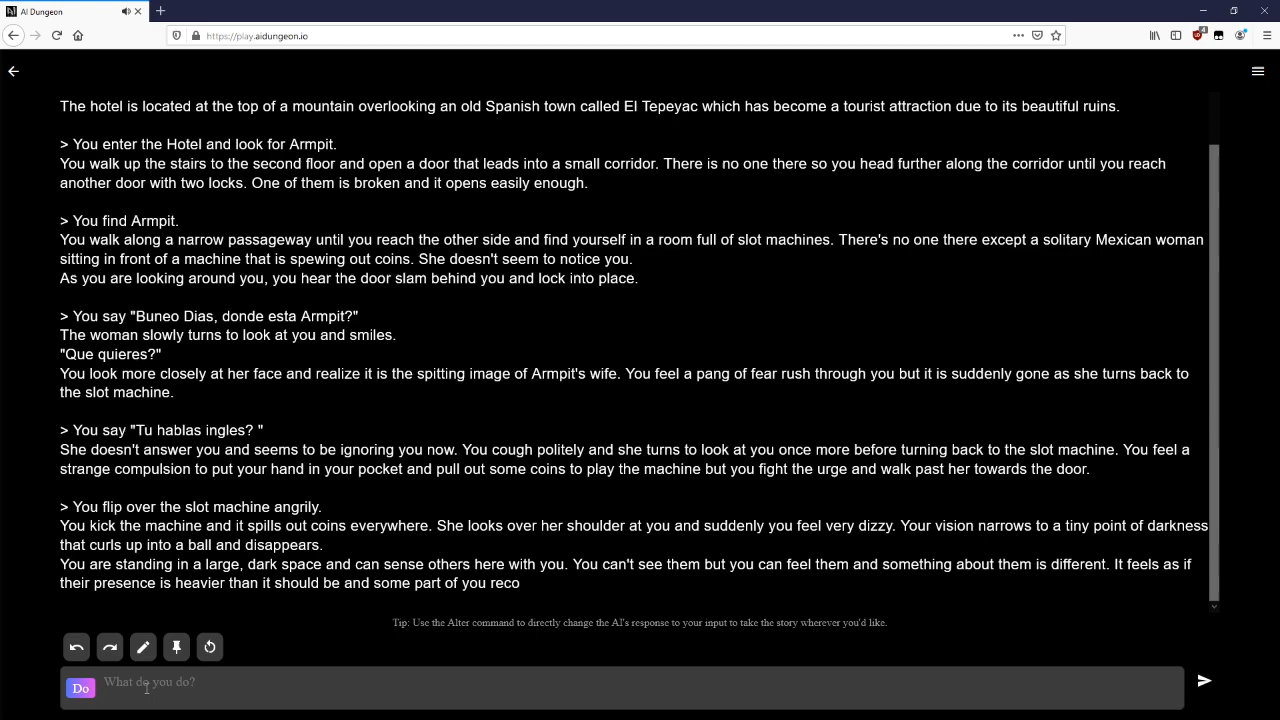 AI Dungeon
https://play.aidungeon.io
The hotel is located at the top of a mountain overlooking an old Spanish town called El Tepeyac which has become a tourist attraction due to its beautiful ruins.
> You enter the Hotel and look for Armpit.
You walk up the stairs to the second floor and open a door that leads into a small corridor. There is no one there so you head further along the corridor until you reach
another door with two locks. One of them is broken and it opens easily enough.
> You find Armpit.
You walk along a narrow passageway until you reach the other side and find yourself in a room full of slot machines. There's no one there except a solitary Mexican woman
sitting in front of a machine that is spewing out coins. She doesn't seem to notice you.
As you are looking around you, you hear the door slam behind you and lock into place.
> You say "Buneo Dias, donde esta Armpit?"
The woman slowly turns to look at you and smiles.
"Que quieres?"
You look more closely at her face and realize it is the spitting image of Armpit's wife. You feel a pang of fear rush through you but it is suddenly gone as she turns back to
the slot machine.
> You say "Tu hablas ingles? "
She doesn't answer you and seems to be ignoring you now. You cough politely and she turns to look at you once more before turning back to the slot machine. You feel a
strange compulsion to put your hand in your pocket and pull out some coins to play the machine but you fight the urge and walk past her towards the door.
> You flip over the slot machine angrily.
You kick the machine and it spills out coins everywhere. She looks over her shoulder at you and suddenly you feel very dizzy. Your vision narrows to a tiny point of darkness
that curls up into a ball and disappears.
You are standing in a large, dark space and can sense others here with you. You can't see them but you can feel them and something about them is different. It feels as if
their presence is heavier than it should be and some part of you reco
Tip: Use the Alter command to directly change the AI's response to your input to take the story wherever you'd like.
Do What do you do?